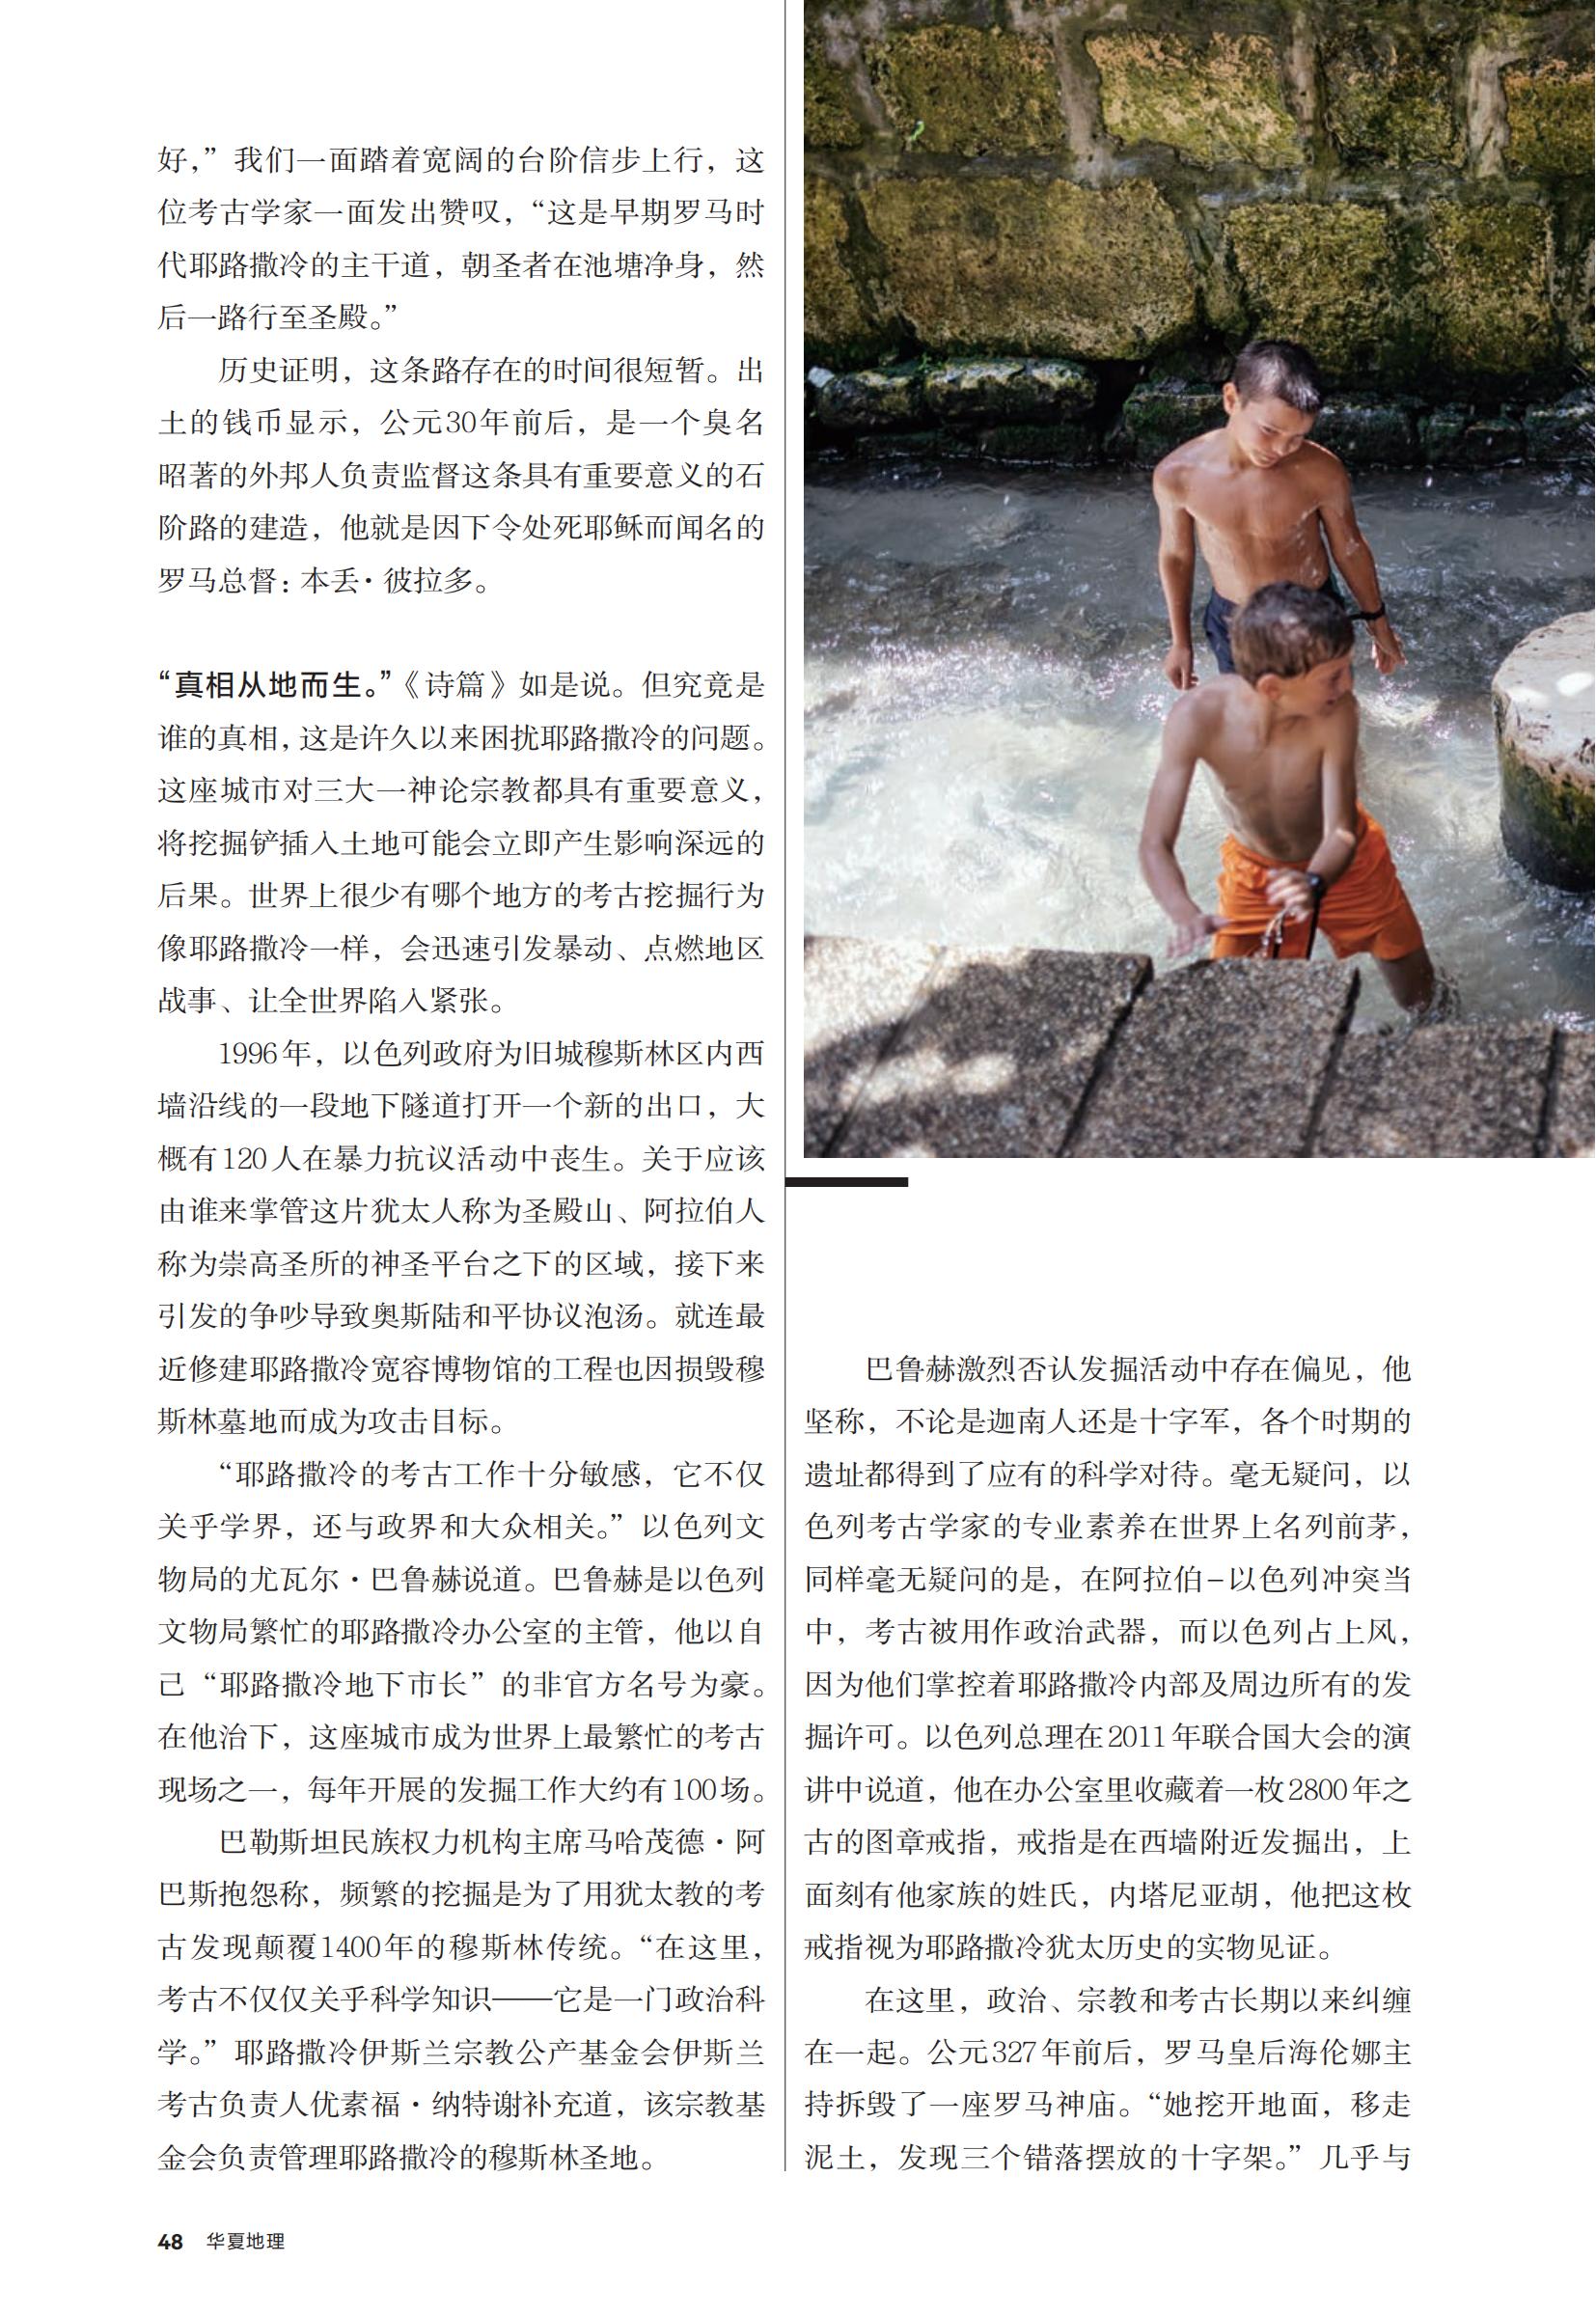 好，”我们一面踏着宽阔的台阶信步上行，这
位考古学家一面发出赞叹，“这是早期罗马时
代耶路撒冷的主干道，朝圣者在池塘净身，然
后一路行至圣殿。”
历史证明，这条路存在的时间很短暂。出
土的钱币显示，公元30年前后，是一个臭名
昭著的外邦人负责监督这条具有重要意义的石
阶路的建造，他就是因下令处死耶稣而闻名的
罗马总督：本丢·彼拉多。
“真相从地而生。”《诗篇》如是说。但究竟是
谁的真相，这是许久以来困扰耶路撒冷的问题。
这座城市对三大一神论宗教都具有重要意义，
将挖掘铲插入土地可能会立即产生影响深远的
后果。世界上很少有哪个地方的考古挖掘行为
像耶路撒冷一样，会迅速引发暴动、点燃地区
战事、让全世界陷入紧张。
1996年，以色列政府为旧城穆斯林区内西
墙沿线的一段地下隧道打开一个新的出口，大
概有120人在暴力抗议活动中丧生。关于应该
由谁来掌管这片犹太人称为圣殿山、阿拉伯人
称为崇高圣所的神圣平台之下的区域，接下来
引发的争吵导致奥斯陆和平协议泡汤。就连最
近修建耶路撒冷宽容博物馆的工程也因损毁穆
斯林墓地而成为攻击目标。
“耶路撒冷的考古工作十分敏感，它不仅
关乎学界，还与政界和大众相关。”以色列文
物局的尤瓦尔·巴鲁赫说道。巴鲁赫是以色列
文物局繁忙的耶路撒冷办公室的主管，他以自
己“耶路撒冷地下市长”的非官方名号为豪。
在他治下，这座城市成为世界上最繁忙的考古
现场之一，每年开展的发掘工作大约有100场。
巴勒斯坦民族权力机构主席马哈茂德·阿
巴斯抱怨称，频繁的挖掘是为了用犹太教的考
古发现颠覆1400年的穆斯林传统。“在这里，
考古不仅仅关乎科学知识——它是一门政治科
学。”耶路撒冷伊斯兰宗教公产基金会伊斯兰
考古负责人优素福·纳特谢补充道，该宗教基
金会负责管理耶路撒冷的穆斯林圣地。
巴鲁赫激烈否认发掘活动中存在偏见，他
坚称，不论是迦南人还是十字军，各个时期的
遗址都得到了应有的科学对待。毫无疑问，以
色列考古学家的专业素养在世界上名列前茅，
同样毫无疑问的是，在阿拉伯–以色列冲突当
中，考古被用作政治武器，而以色列占上风，
因为他们掌控着耶路撒冷内部及周边所有的发
掘许可。以色列总理在2011年联合国大会的演
讲中说道，他在办公室里收藏着一枚2800年之
古的图章戒指，戒指是在西墙附近发掘出，上
面刻有他家族的姓氏，内塔尼亚胡，他把这枚
戒指视为耶路撒冷犹太历史的实物见证。
在这里，政治、宗教和考古长期以来纠缠
在一起。公元327年前后，罗马皇后海伦娜主
持拆毁了一座罗马神庙。“她挖开地面，移走
泥土，发现三个错落摆放的十字架。”几乎与
48 华夏地理